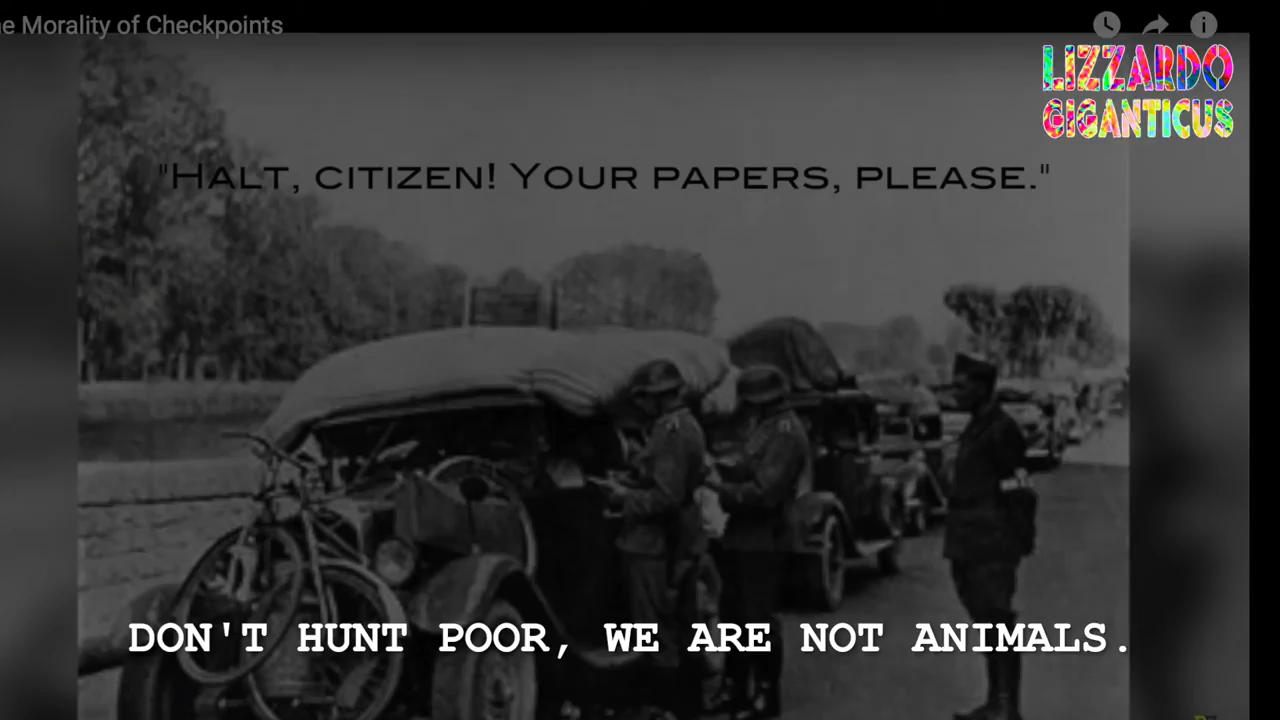 e Morality of Checkpoints
LIZZARDO
GIGANTICUS
"Halt, citizen! Your papers, please."
DON'T HUNT POOR, WE ARE NOT ANIMALS.